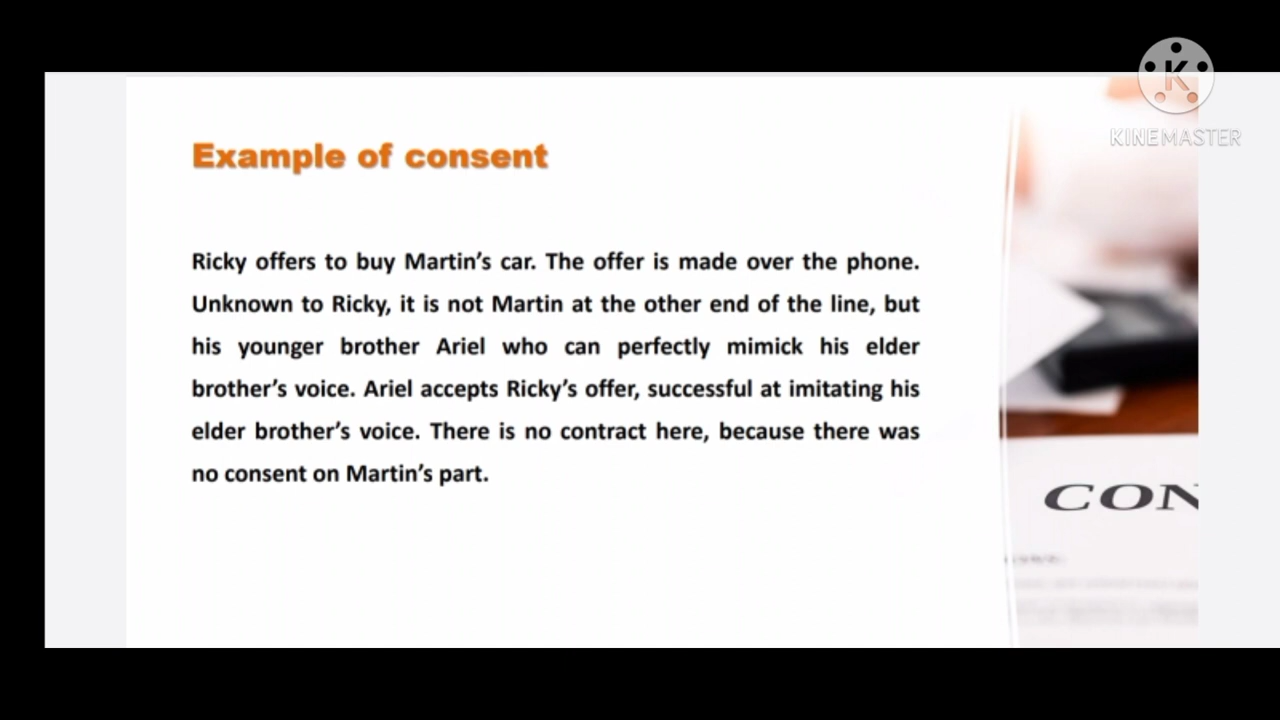 K
KINEMASTER
Example of consent
Ricky offers to buy Martin’s car. The offer is made over the phone.
Unknown to Ricky, it is not Martin at the other end of the line, but
his younger brother Ariel who can perfectly mimick his elder
brother’s voice. Ariel accepts Ricky’s offer, successful at imitating his
elder brother’s voice. There is no contract here, because there was
no consent on Martin’s part.
CON